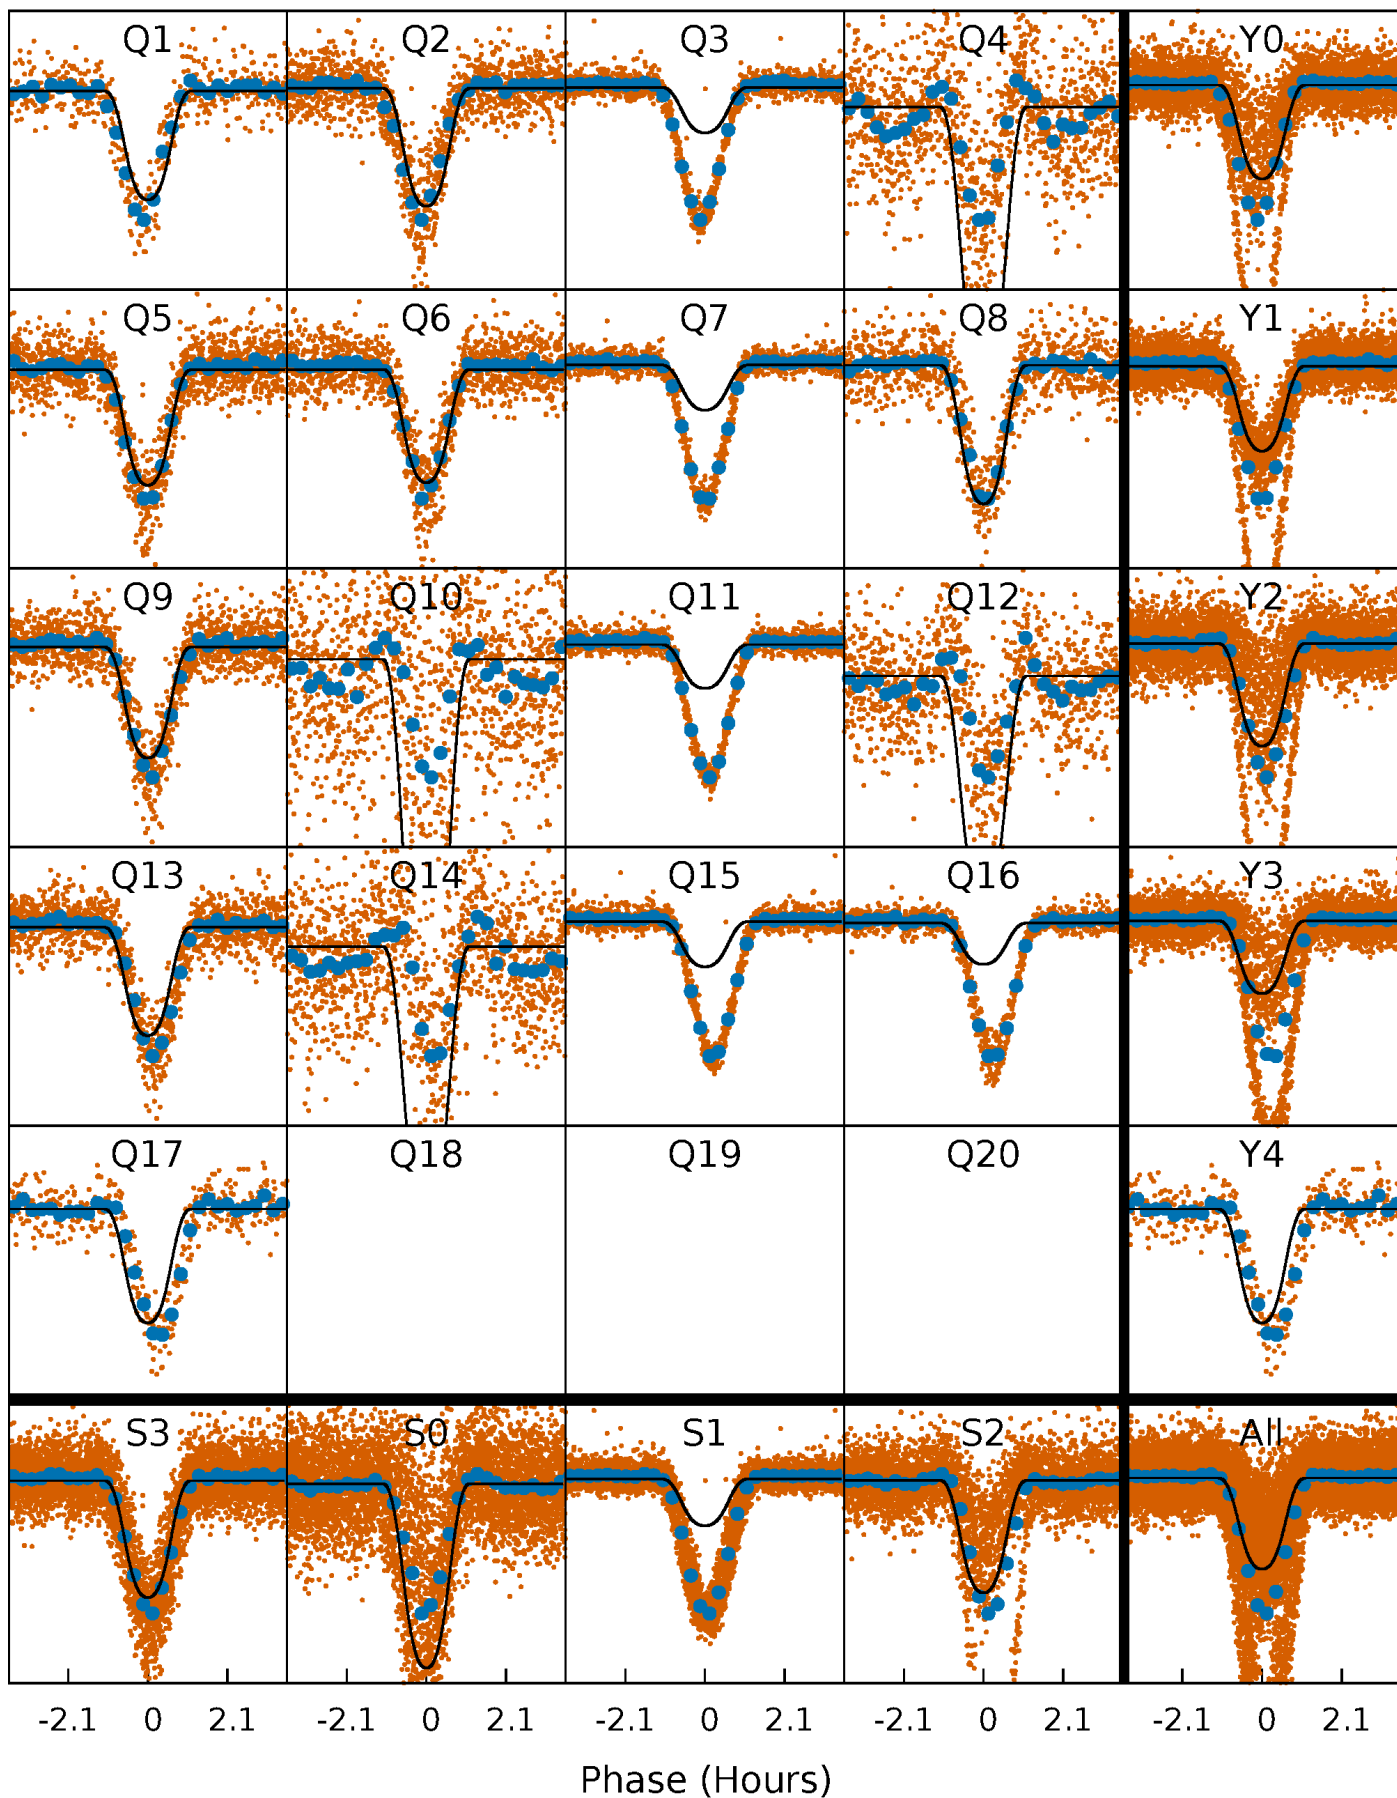 Q1 Q2 Q3 Q4 Y0
Q5 Q6 Q7 Q8 Y1
Q9 Q10 Q11 Q12 Y2
Q13 Q14 Q15 Q16 Y3
Q17 Q18 Q19 Q20 Y4
S3 S0 S1 S2 All
-2.1 0 2.1 -2.1 0 2.1 -2.1 0 2.1 -2.1 0 2.1 -2.1 0 2.1
Phase (Hours)